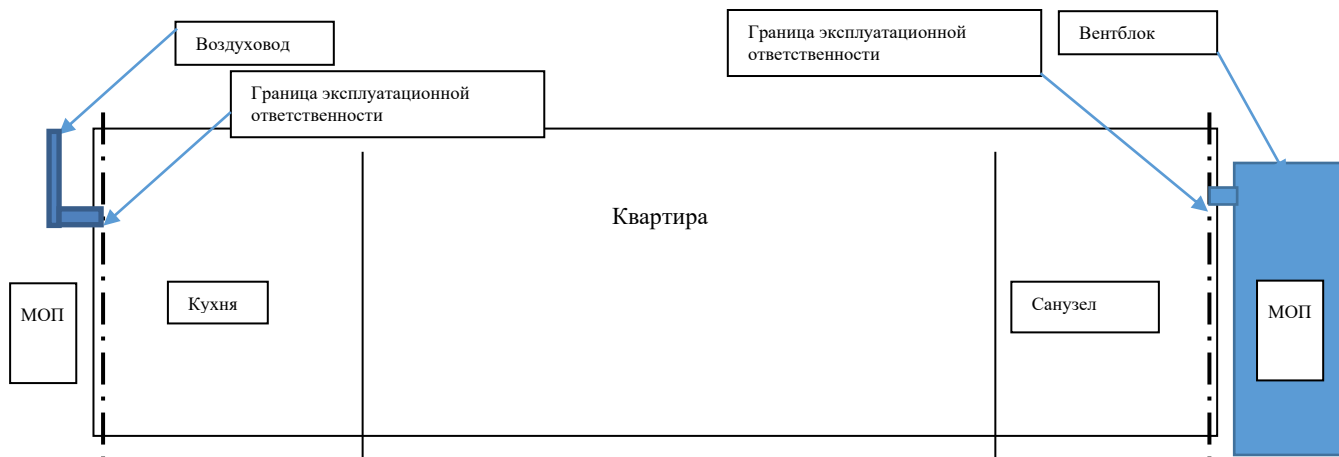 Воздуховод
Граница эксплуатационной
ответственности
Граница эксплуатационной
ответственности
Вентблок
Квартира
МОП
Кухня
Санузел
МОП